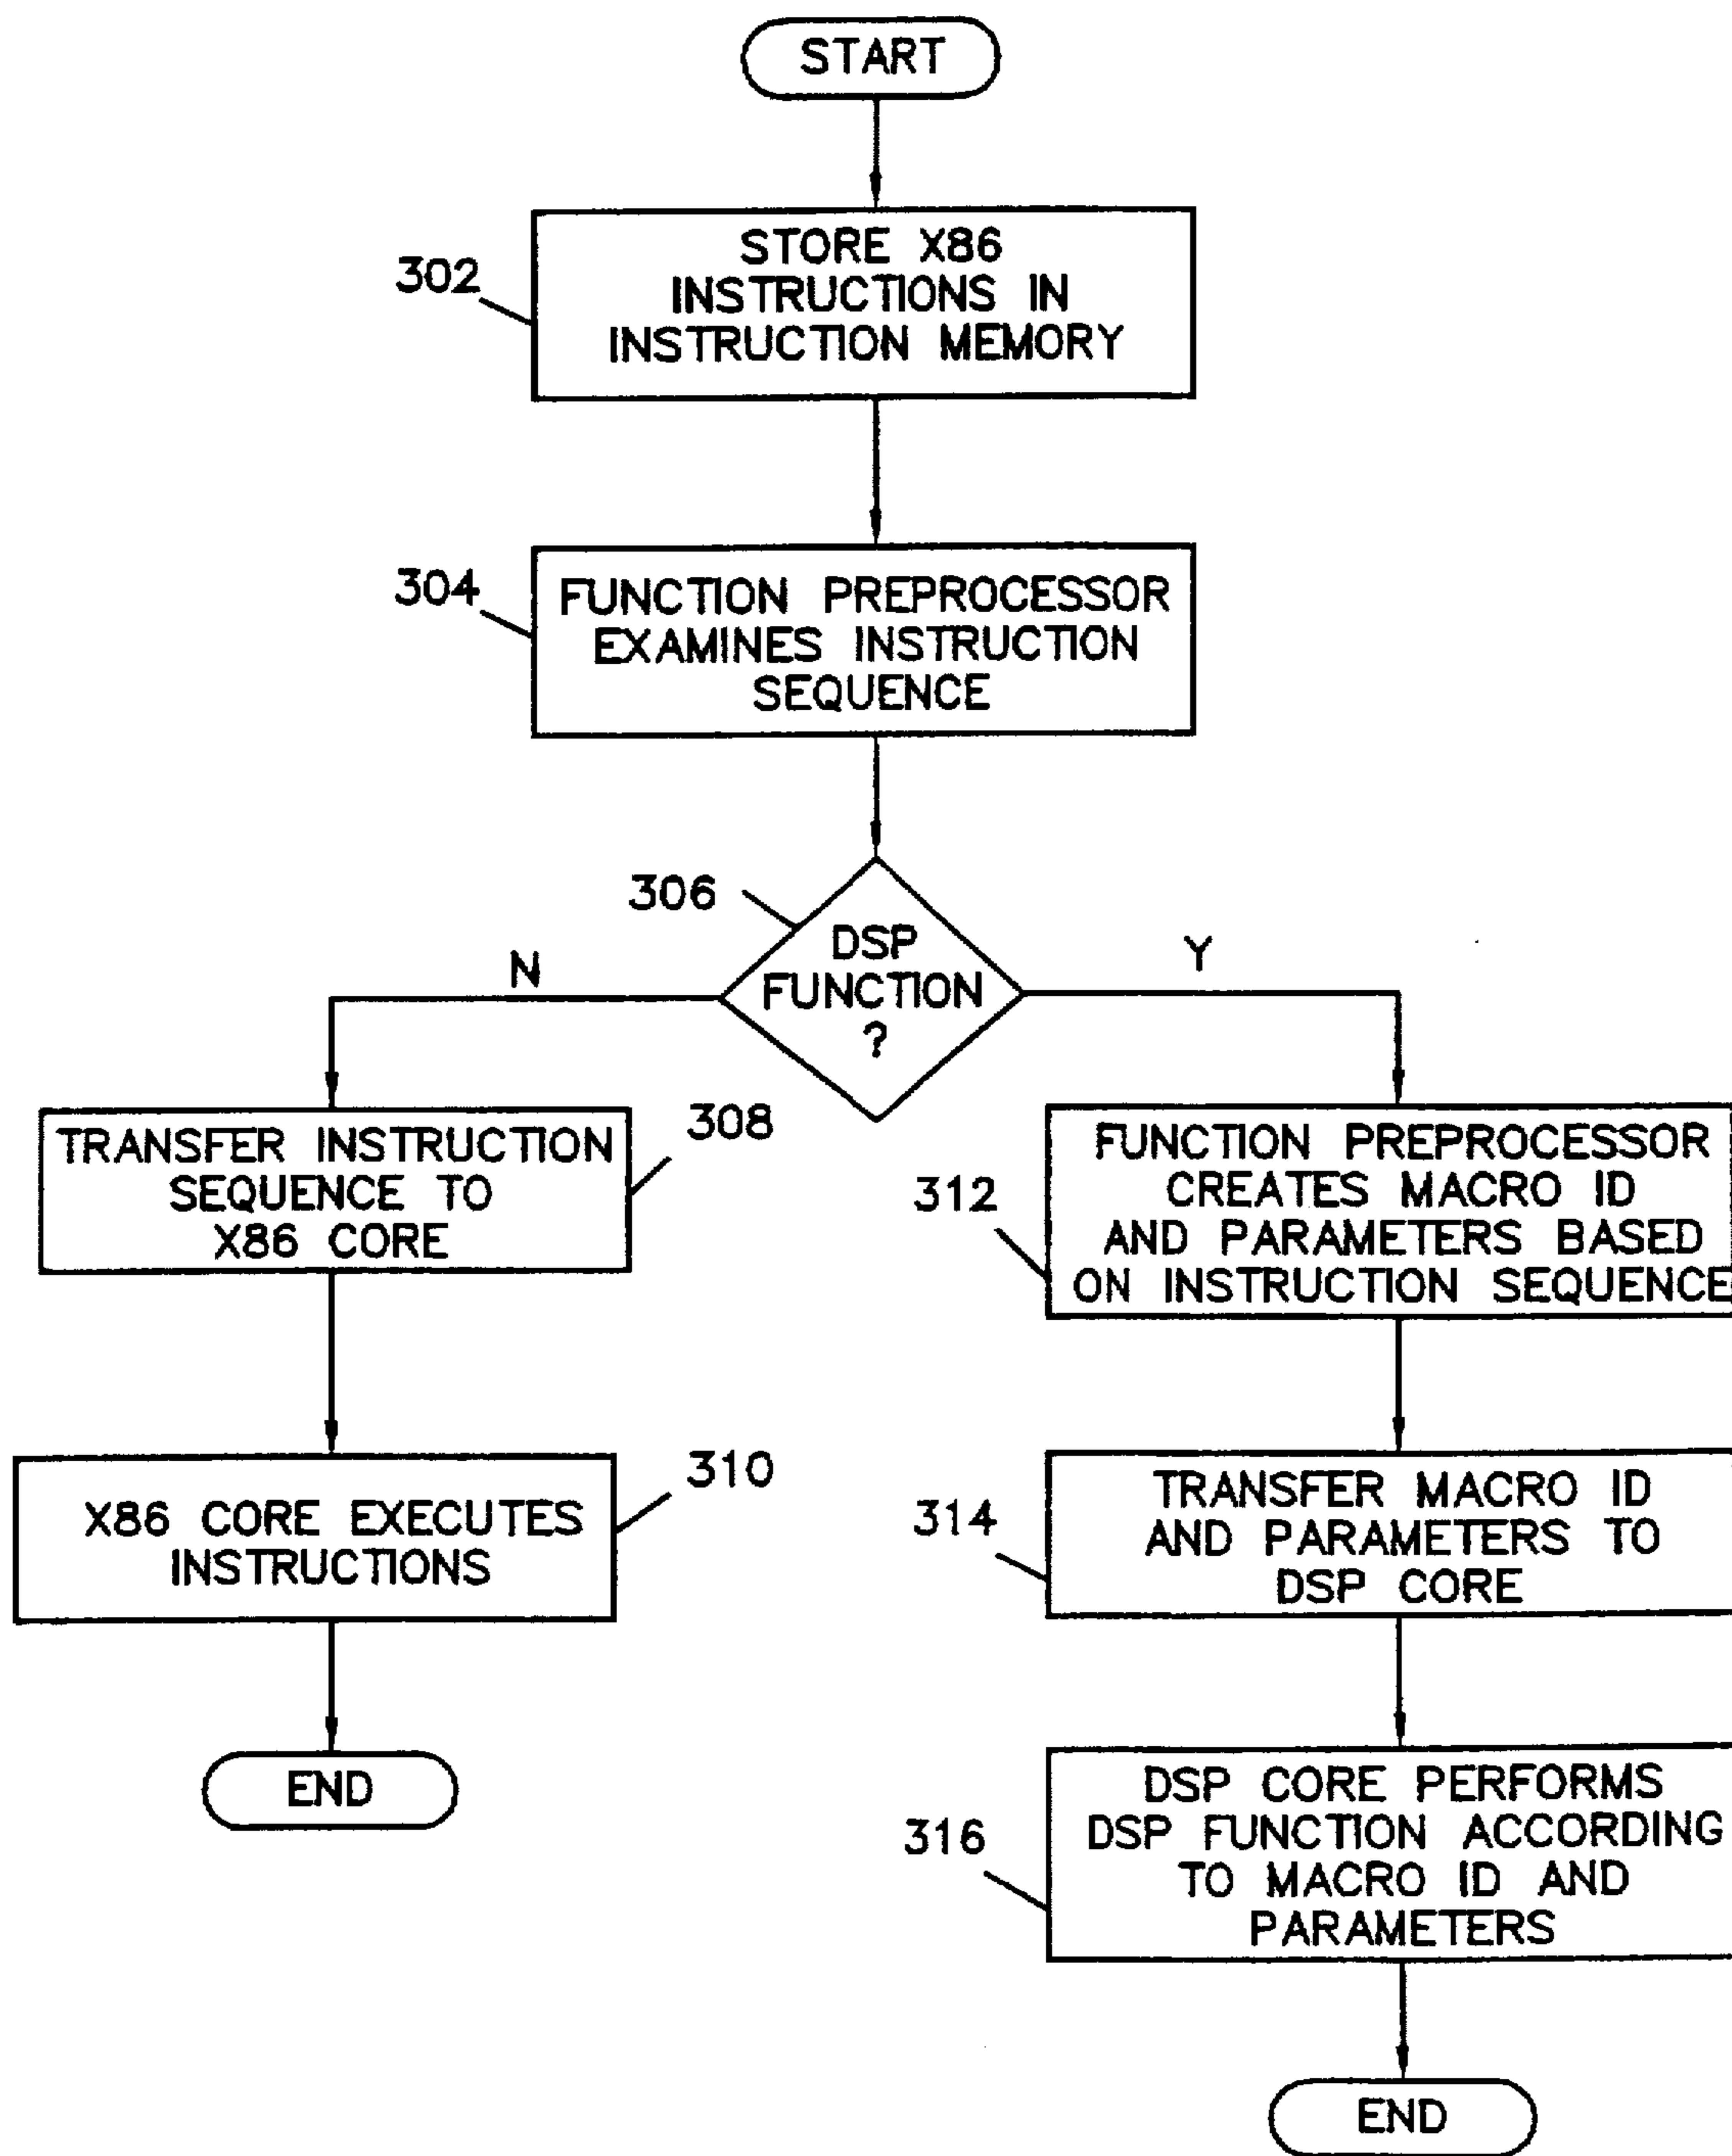 START
302
STORE X86
INSTRUCTIONS IN
INSTRUCTION MEMORY
304
FUNCTION PREPROCESSOR
EXAMINES INSTRUCTION
SEQUENCE
306
DSP
FUNCTION
?
N
Y
TRANSFER INSTRUCTION
SEQUENCE TO
X86 CORE
308
X86 CORE EXECUTES
INSTRUCTIONS
310
END
312
FUNCTION PREPROCESSOR
CREATES MACRO ID
AND PARAMETERS BASED
ON INSTRUCTION SEQUENCE
314
TRANSFER MACRO ID
AND PARAMETERS TO
DSP CORE
316
DSP CORE PERFORMS
DSP FUNCTION ACCORDING
TO MACRO ID AND
PARAMETERS
END